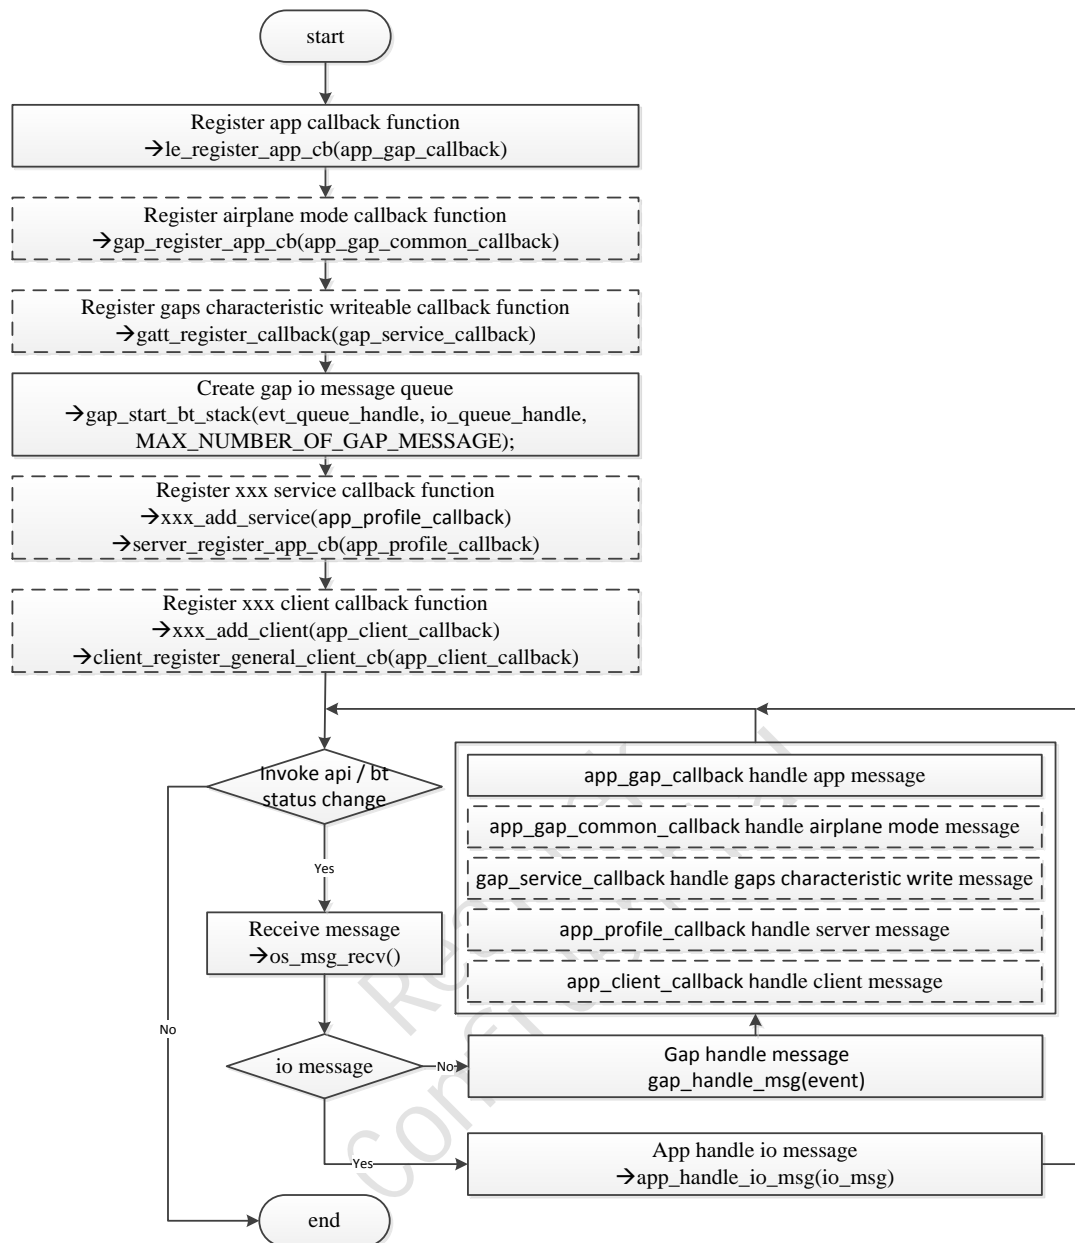 start
Register app callback function
→le_register_app_cb(app_gap_callback)
Register airplane mode callback function
→gap_register_app_cb(app_gap_common_callback)
Register gaps characteristic writeable callback function
→gatt_register_callback(gap_service_callback)
Create gap io message queue
→gap_start_bt_stack(evt_queue_handle, io_queue_handle,
MAX_NUMBER_OF_GAP_MESSAGE);
Register xxx service callback function
→xxx_add_service(app_profile_callback)
→server_register_app_cb(app_profile_callback)
Register xxx client callback function
→xxx_add_client(app_client_callback)
→client_register_general_client_cb(app_client_callback)
Invoke api / bt
status change
Yes
No
Receive message
→os_msg_recv()
io message
No
Yes
app_gap_callback handle app message
app_gap_common_callback handle airplane mode message
gap_service_callback handle gaps characteristic write message
app_profile_callback handle server message
app_client_callback handle client message
Gap handle message
gap_handle_msg(event)
App handle io message
→app_handle_io_msg(io_msg)
end